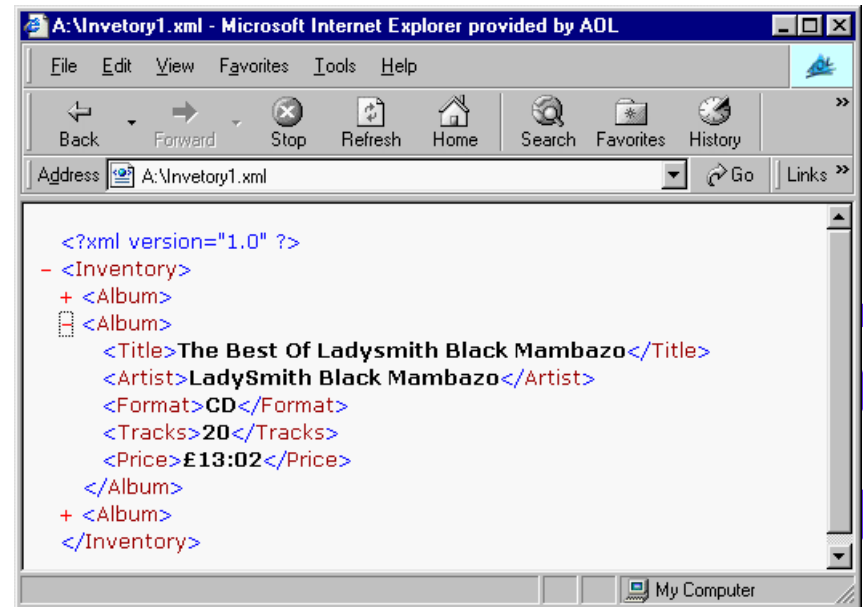 A:\Invetory1.xml - Microsoft Internet Explorer provided by AOL
File Edit View Favorites Tools Help
Back Forward Stop Refresh Home Search Favorites History »
Address A:\Invetory1.xml Go Links »
<?xml version="1.0" ?>
- <Inventory>
+ <Album>
- <Album>
<Title>The Best Of Ladysmith Black Mambazo</Title>
<Artist>LadySmith Black Mambazo</Artist>
<Format>CD</Format>
<Tracks>20</Tracks>
<Price>£13:02</Price>
</Album>
+ <Album>
</Inventory>
My Computer